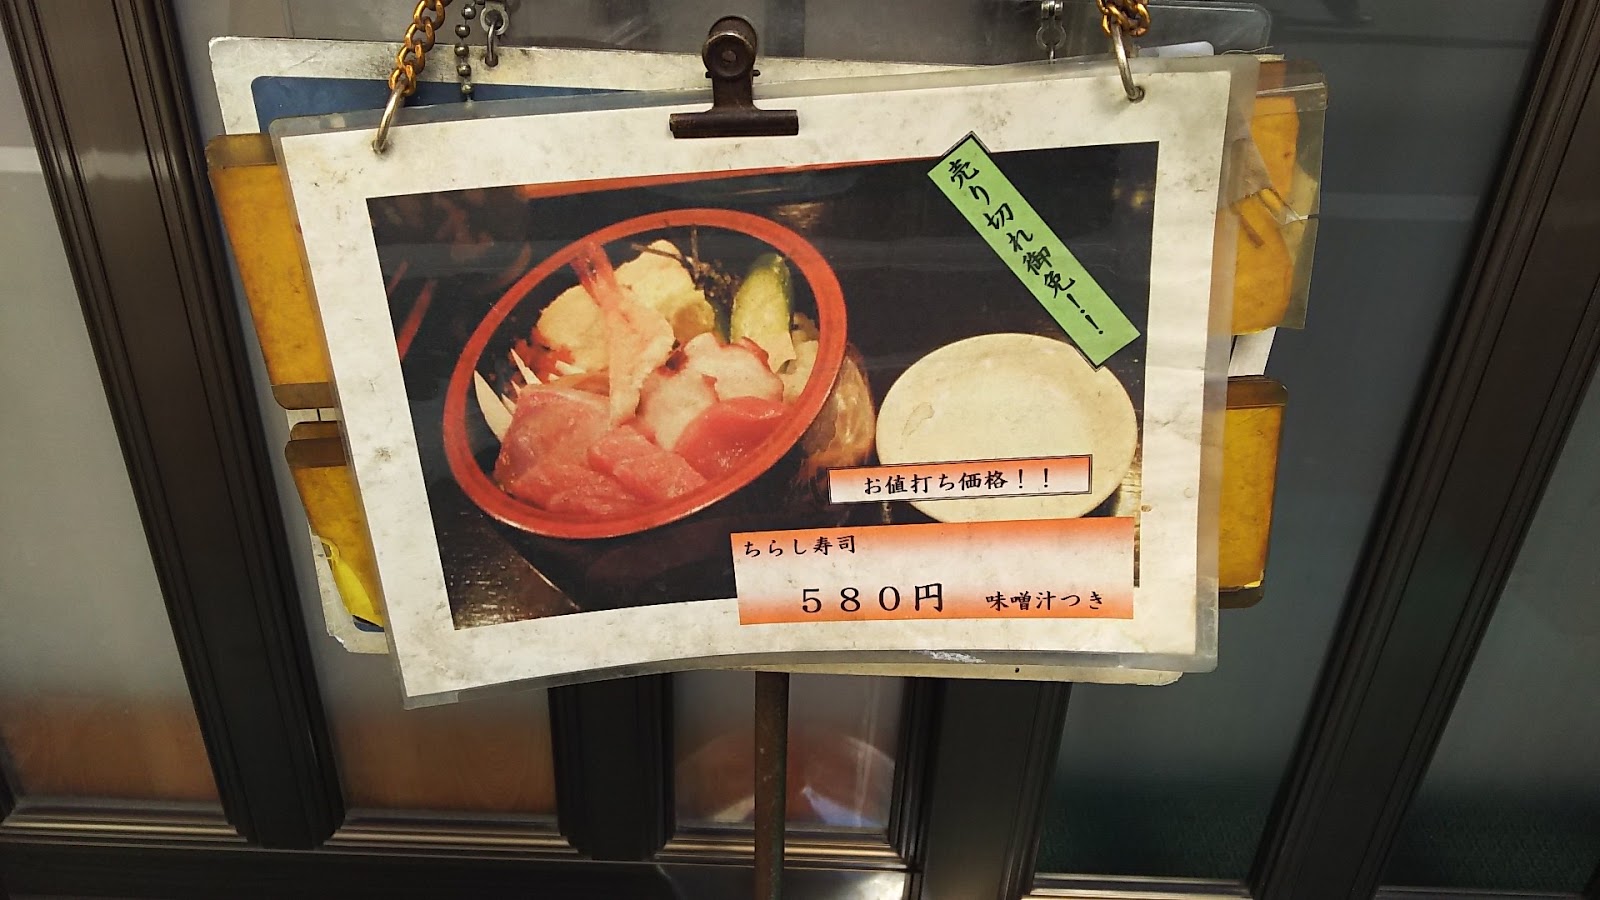 売り切れ御免！！
お値打ち価格！！
ちらし寿司
５８０円　味噌汁つき